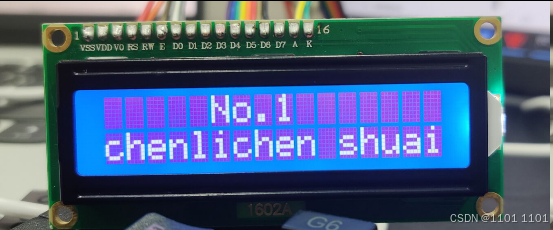 1 16
VSS VDD V0 RS RW E D0 D1 D2 D3 D4 D5 D6 D7 A K
No.1
chenlichen shuai
1602A
G6
CSDN @1101 1101